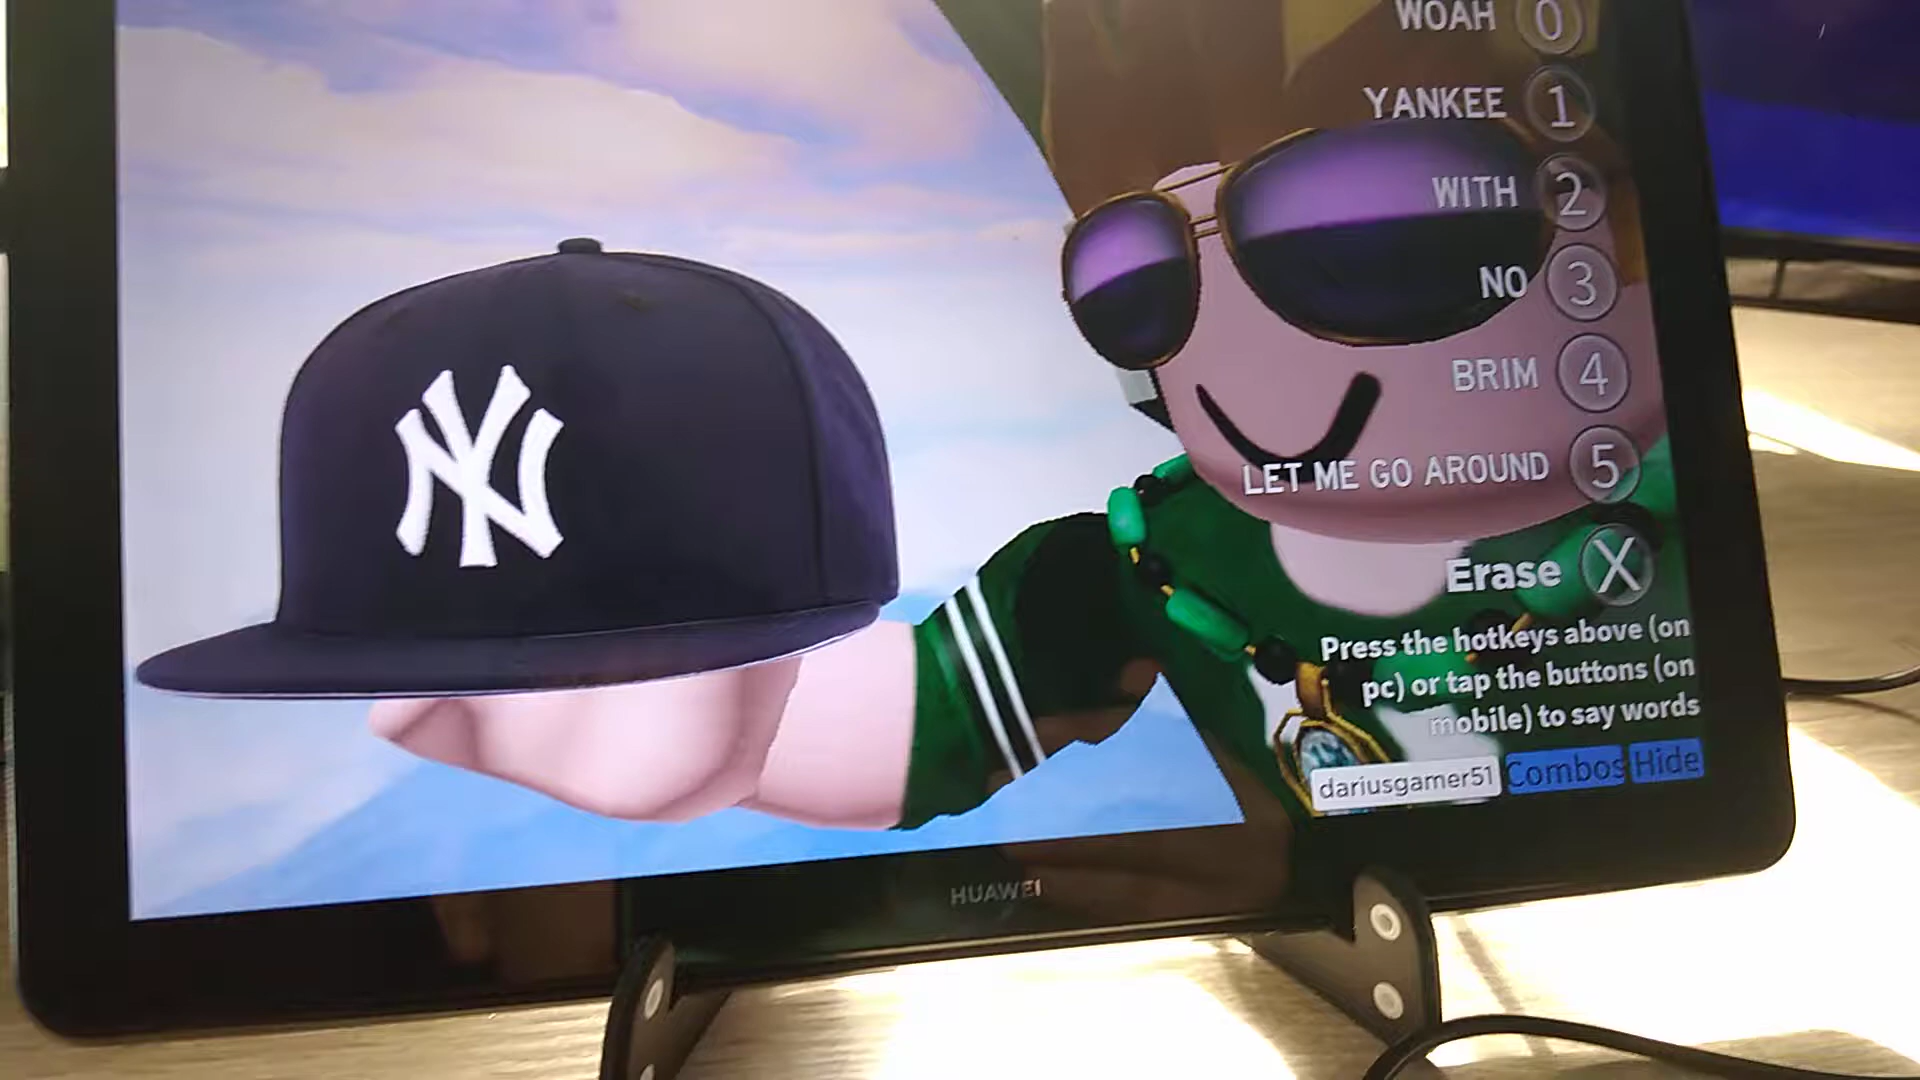 WOAH 0
YANKEE 1
WITH 2
NO 3
BRIM 4
LET ME GO AROUND 5
Erase X
Press the hotkeys above (on
pc) or tap the buttons (on
mobile) to say words
dariusgamer51 Combos Hide
NY
HUAWEI